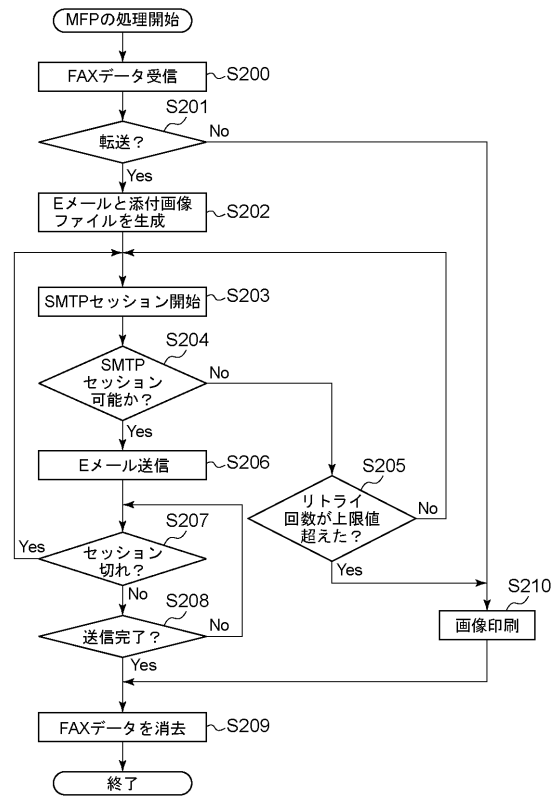 MFPの処理開始
FAXデータ受信
S200
S201
転送?
No
Yes
Eメールと添付画像
ファイルを生成
S202
SMTPセッション開始
S203
S204
SMTP
セッション
可能か?
No
Yes
Eメール送信
S206
S205
リトライ
回数が上限値
超えた?
No
Yes
S207
セッション
切れ?
Yes
No
S208
送信完了?
No
Yes
S210
画像印刷
FAXデータを消去
S209
終了